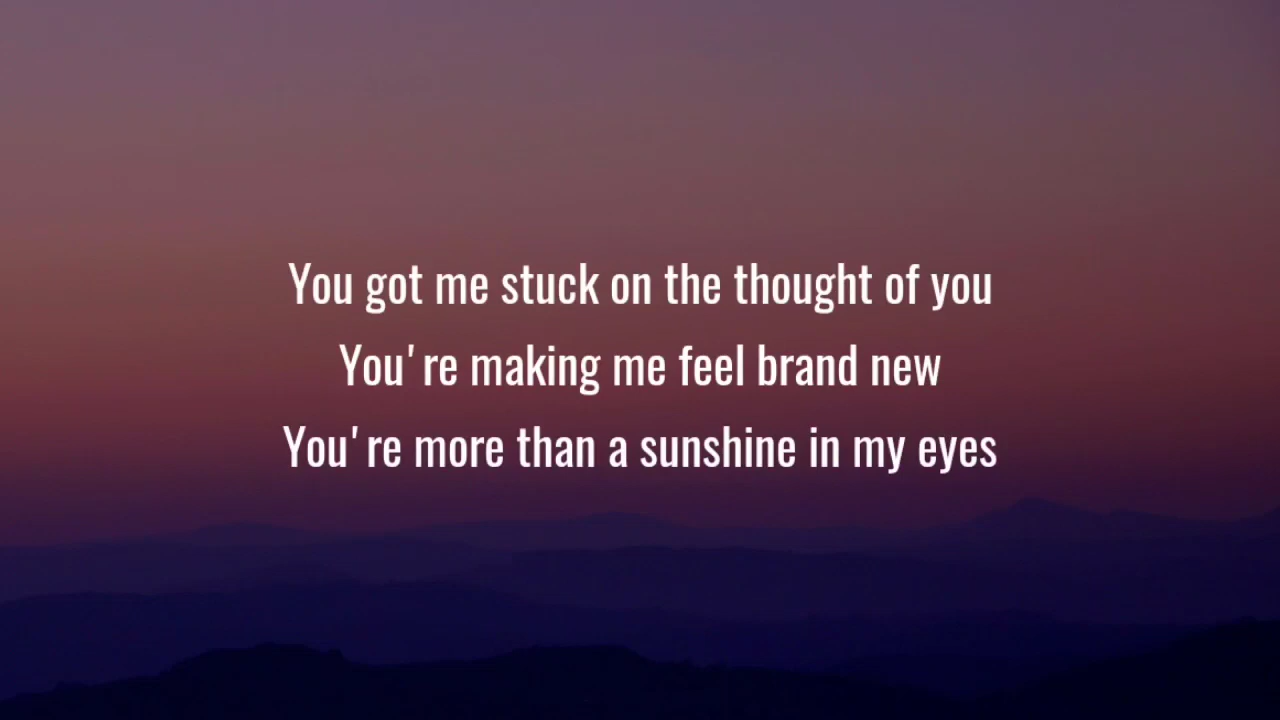 You got me stuck on the thought of you
You're making me feel brand new
You're more than a sunshine in my eyes